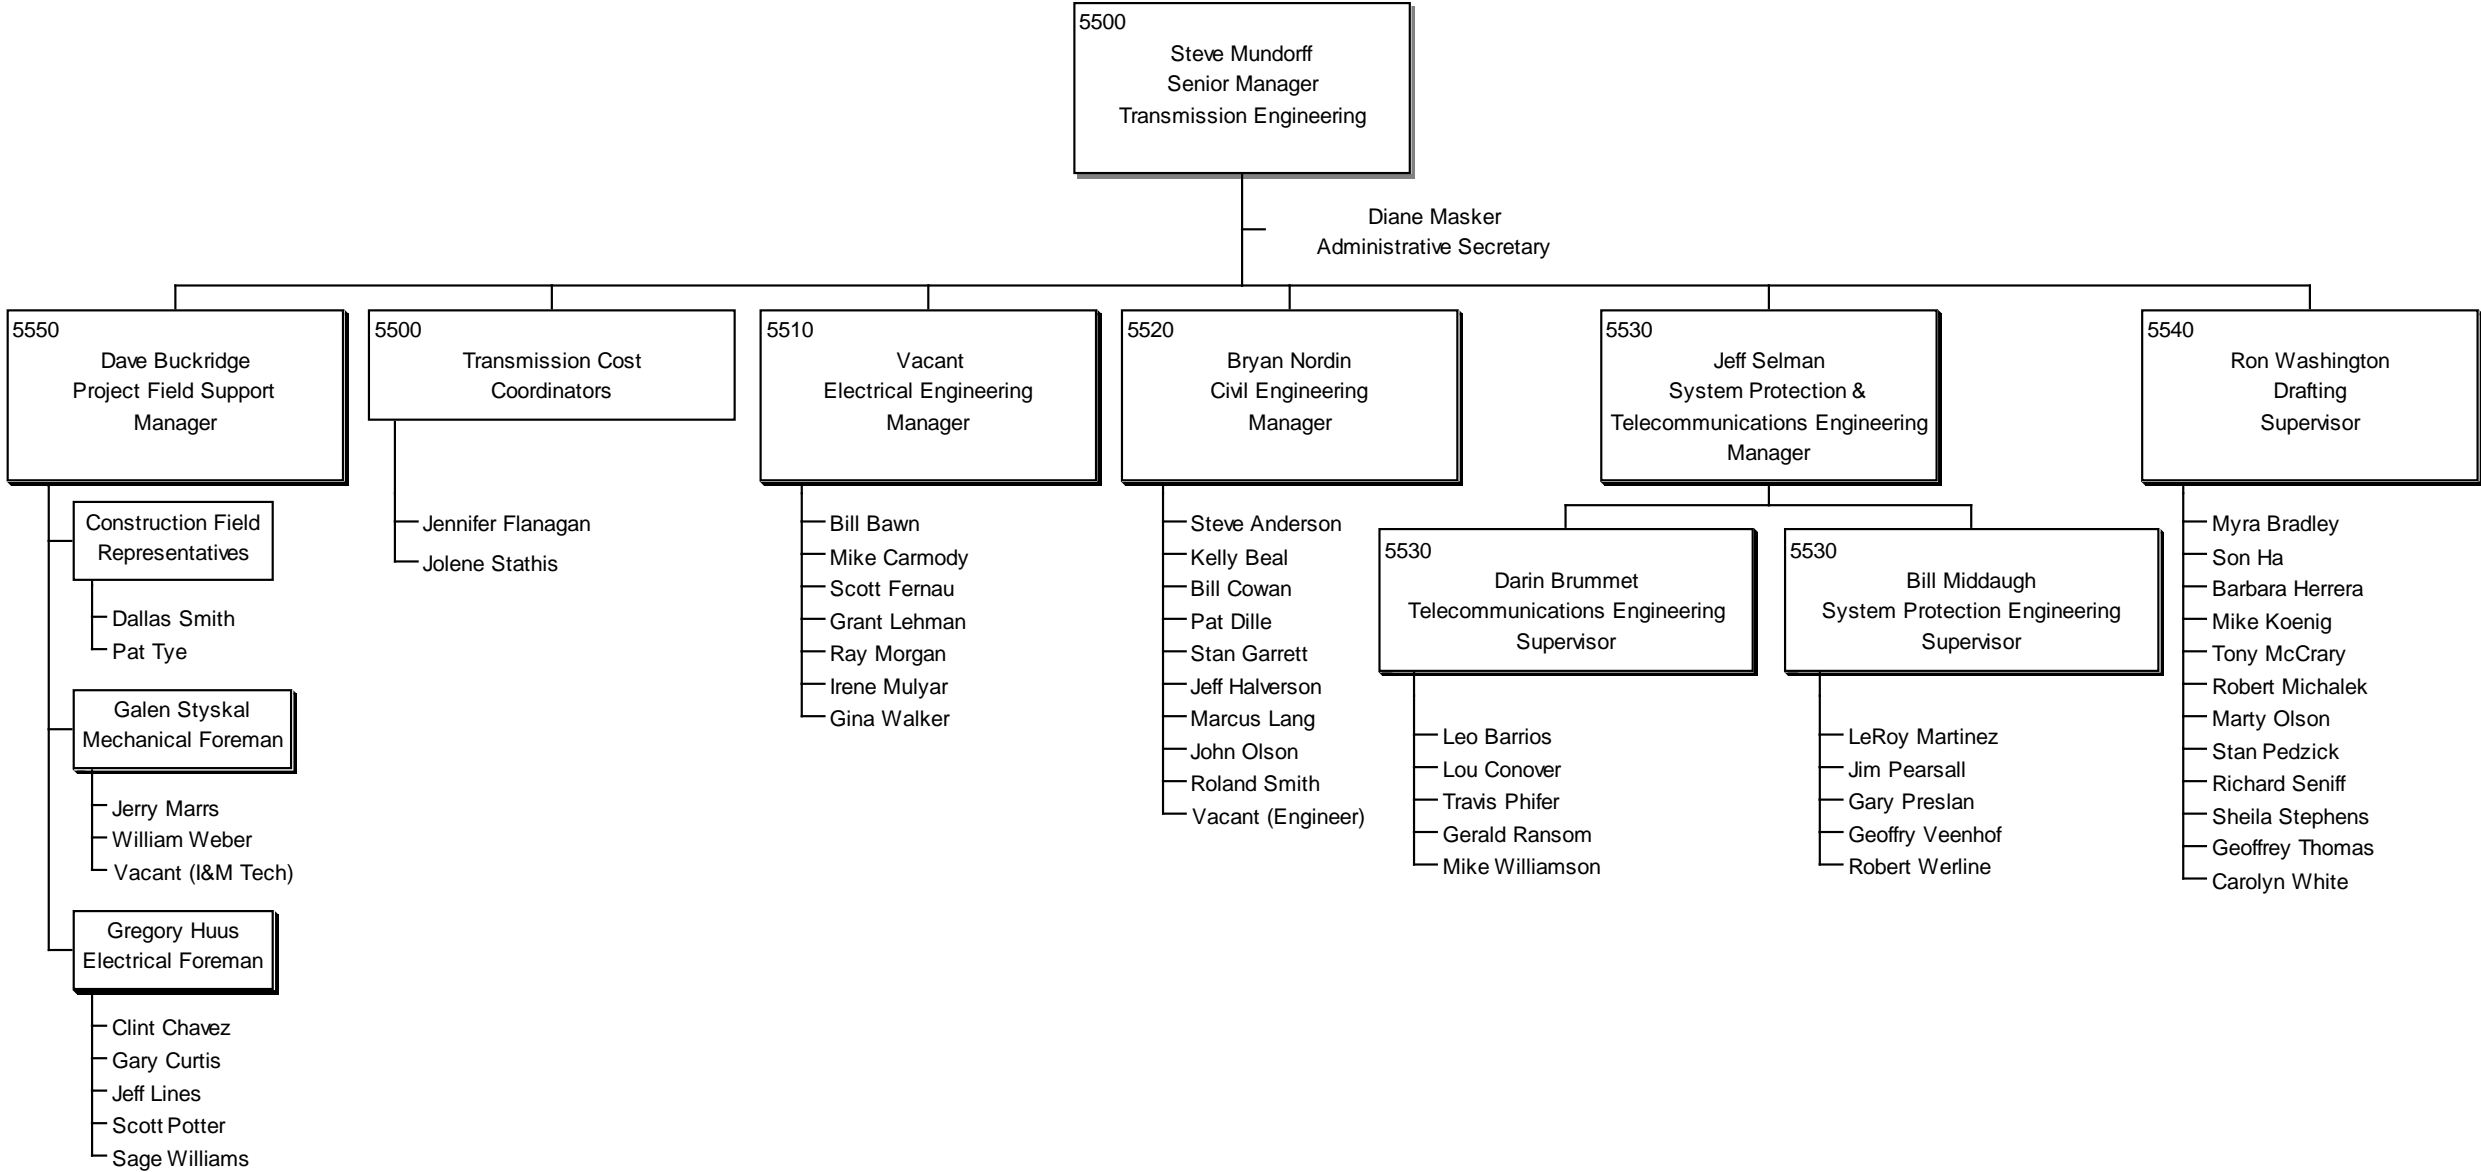 5500
Steve Mundorff
Senior Manager
Transmission Engineering
Diane Masker
Administrative Secretary
5550
Dave Buckridge
Project Field Support
Manager
Construction Field
Representatives
Dallas Smith
Pat Tye
Galen Styskal
Mechanical Foreman
Jerry Marrs
William Weber
Vacant (I&M Tech)
Gregory Huus
Electrical Foreman
Clint Chavez
Gary Curtis
Jeff Lines
Scott Potter
Sage Williams
5500
Transmission Cost
Coordinators
Jennifer Flanagan
Jolene Stathis
5510
Vacant
Electrical Engineering
Manager
Bill Bawn
Mike Carmody
Scott Fernau
Grant Lehman
Ray Morgan
Irene Mulyar
Gina Walker
5520
Bryan Nordin
Civil Engineering
Manager
Steve Anderson
Kelly Beal
Bill Cowan
Pat Dille
Stan Garrett
Jeff Halverson
Marcus Lang
John Olson
Roland Smith
Vacant (Engineer)
5530
Jeff Selman
System Protection &
Telecommunications Engineering
Manager
5530
Darin Brummet
Telecommunications Engineering
Supervisor
Leo Barrios
Lou Conover
Travis Phifer
Gerald Ransom
Mike Williamson
5530
Bill Middaugh
System Protection Engineering
Supervisor
LeRoy Martinez
Jim Pearsall
Gary Preslan
Geoffry Veenhof
Robert Werline
5540
Ron Washington
Drafting
Supervisor
Myra Bradley
Son Ha
Barbara Herrera
Mike Koenig
Tony McCrary
Robert Michalek
Marty Olson
Stan Pedzick
Richard Seniff
Sheila Stephens
Geoffrey Thomas
Carolyn White